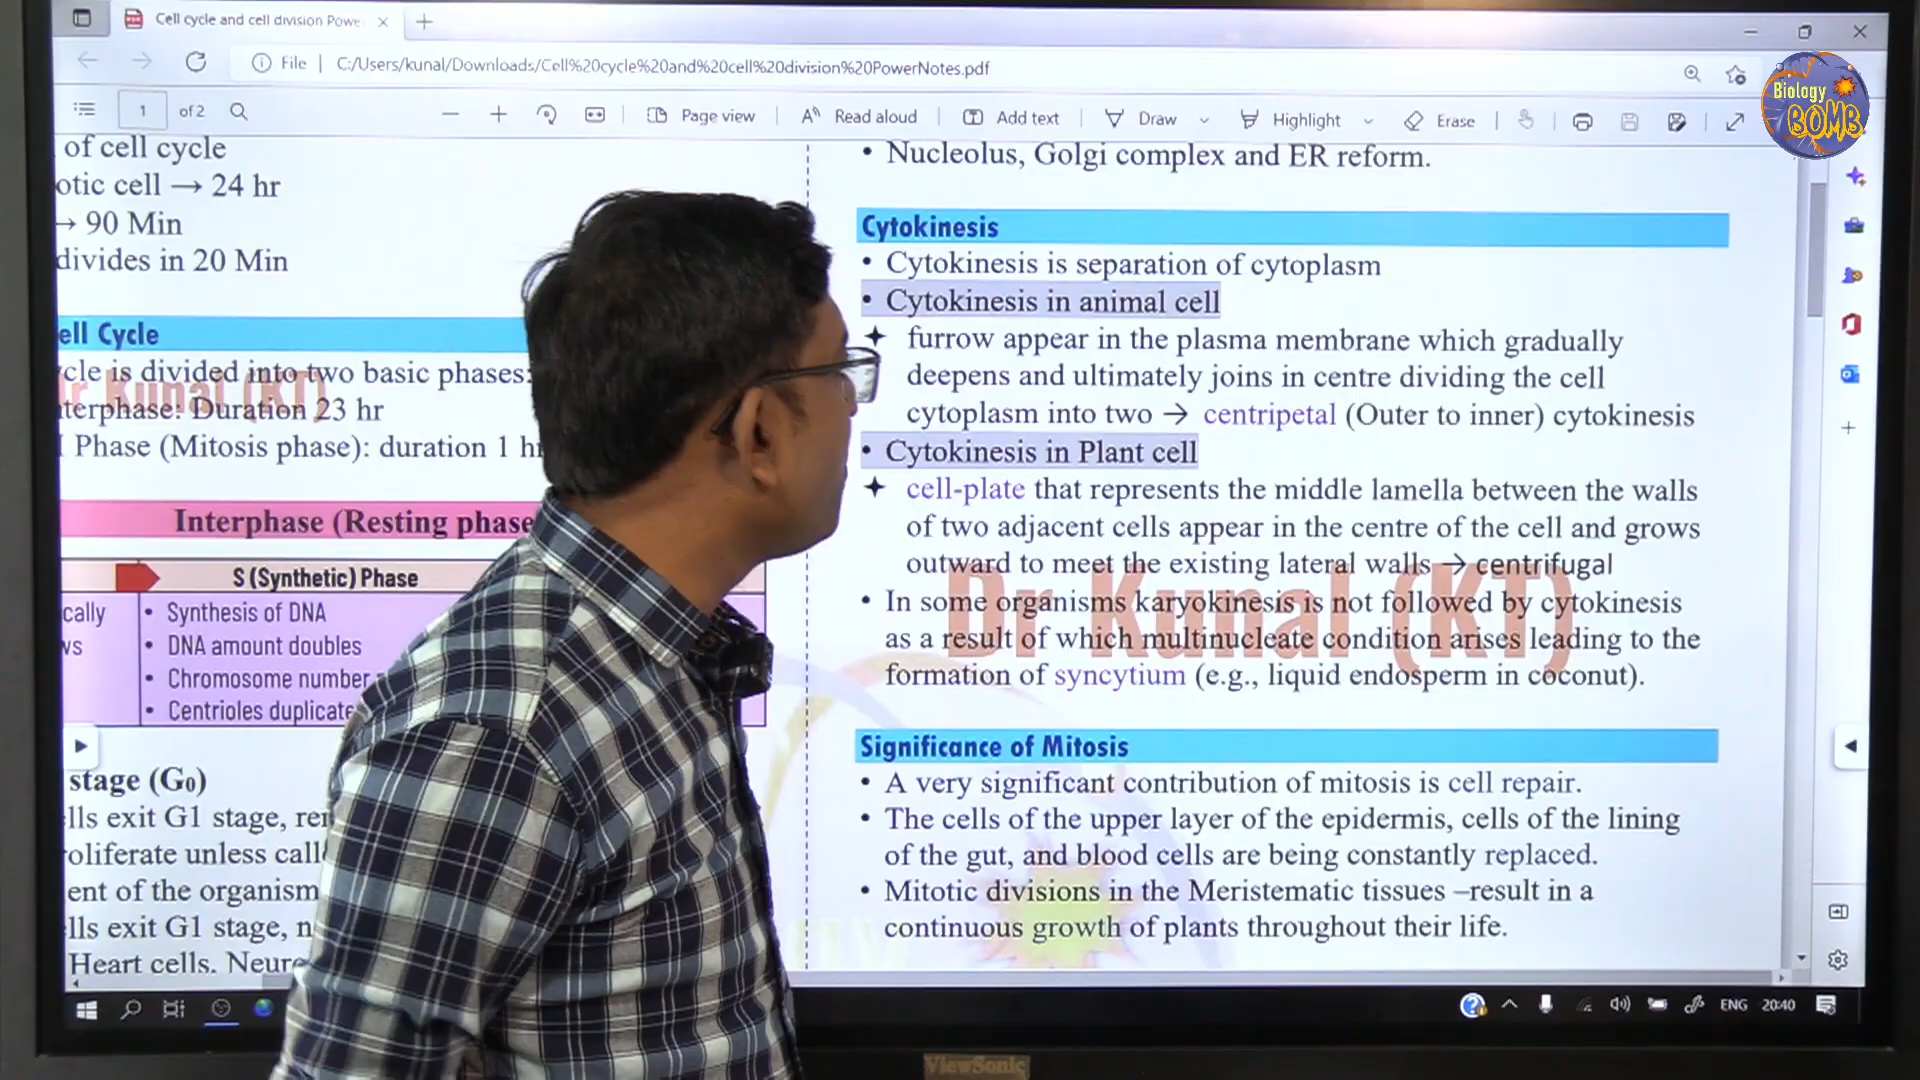 Cell cycle and cell division Powe
File
C:/Users/kunal/Downloads/Cell%20cycle%20and%20cell%20division%20PowerNotes.pdf
Biology
BOMB
1 of 2
Page view
Read aloud
Add text
Draw
Highlight
Erase
of cell cycle
otic cell → 24 hr
→ 90 Min
divides in 20 Min
ell Cycle
cle is divided into two basic phases:
terphase: Duration 23 hr
Phase (Mitosis phase): duration 1 h
Dr Kunal (KT)
Interphase (Resting phase
S (Synthetic) Phase
cally
ws
• Synthesis of DNA
• DNA amount doubles
• Chromosome number
• Centrioles duplicate
stage (G₀)
lls exit G1 stage, re
oliferate unless call
ent of the organism
lls exit G1 stage, n
Heart cells, Neur
• Nucleolus, Golgi complex and ER reform.
Cytokinesis
• Cytokinesis is separation of cytoplasm
• Cytokinesis in animal cell
✦ furrow appear in the plasma membrane which gradually
deepens and ultimately joins in centre dividing the cell
cytoplasm into two → centripetal (Outer to inner) cytokinesis
• Cytokinesis in Plant cell
✦ cell-plate that represents the middle lamella between the walls
of two adjacent cells appear in the centre of the cell and grows
outward to meet the existing lateral walls → centrifugal
• In some organisms karyokinesis is not followed by cytokinesis
as a result of which multinucleate condition arises leading to the
formation of syncytium (e.g., liquid endosperm in coconut).
Dr Kunal (KT)
Significance of Mitosis
• A very significant contribution of mitosis is cell repair.
• The cells of the upper layer of the epidermis, cells of the lining
of the gut, and blood cells are being constantly replaced.
• Mitotic divisions in the Meristematic tissues –result in a
continuous growth of plants throughout their life.
ENG
20:40
ViewSonic